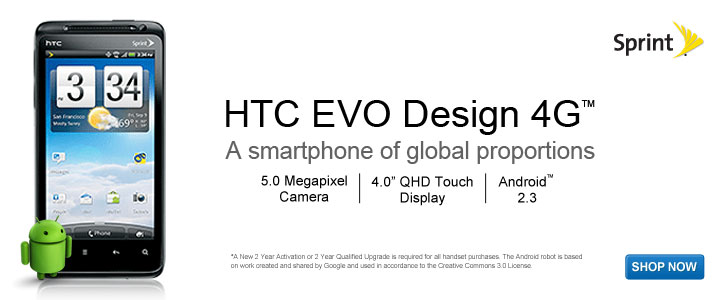 Sprint
hTC Sprint
3:34 AM
3 34
San Francisco
Mostly Sunny
69°
Phone
HTC EVO Design 4G™
A smartphone of global proportions
5.0 Megapixel
Camera
4.0” QHD Touch
Display
Android™
2.3
*A New 2 Year Activation or 2 Year Qualified Upgrade is required for all handset purchases. The Android robot is based
on work created and shared by Google and used in accordance to the Creative Commons 3.0 License.
SHOP NOW